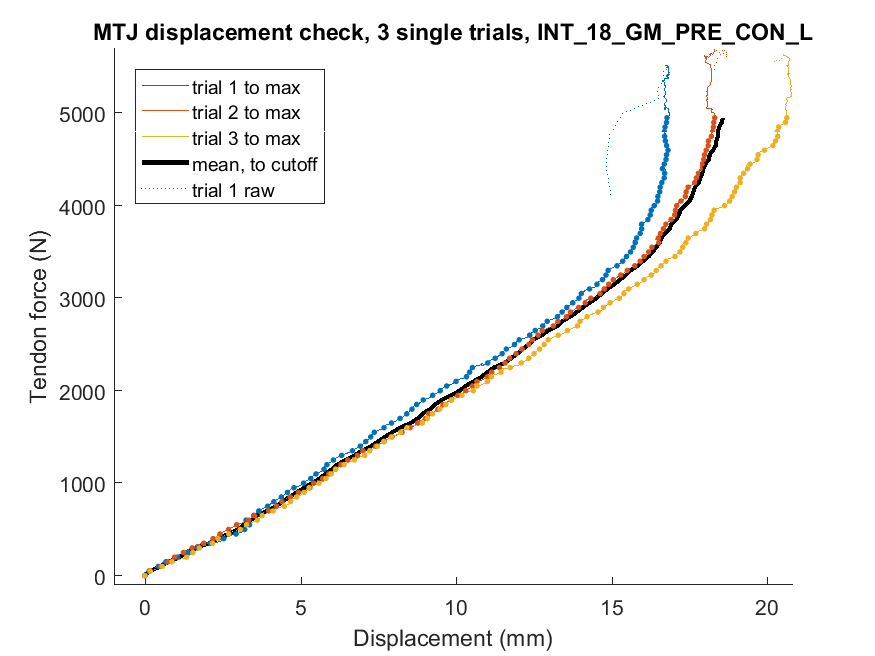 MTJ displacement check, 3 single trials, INT_18_GM_PRE_CON_L
trial 1 to max
trial 2 to max
trial 3 to max
mean, to cutoff
trial 1 raw
5000
4000
3000
2000
1000
0
Tendon force (N)
0 5 10 15 20
Displacement (mm)